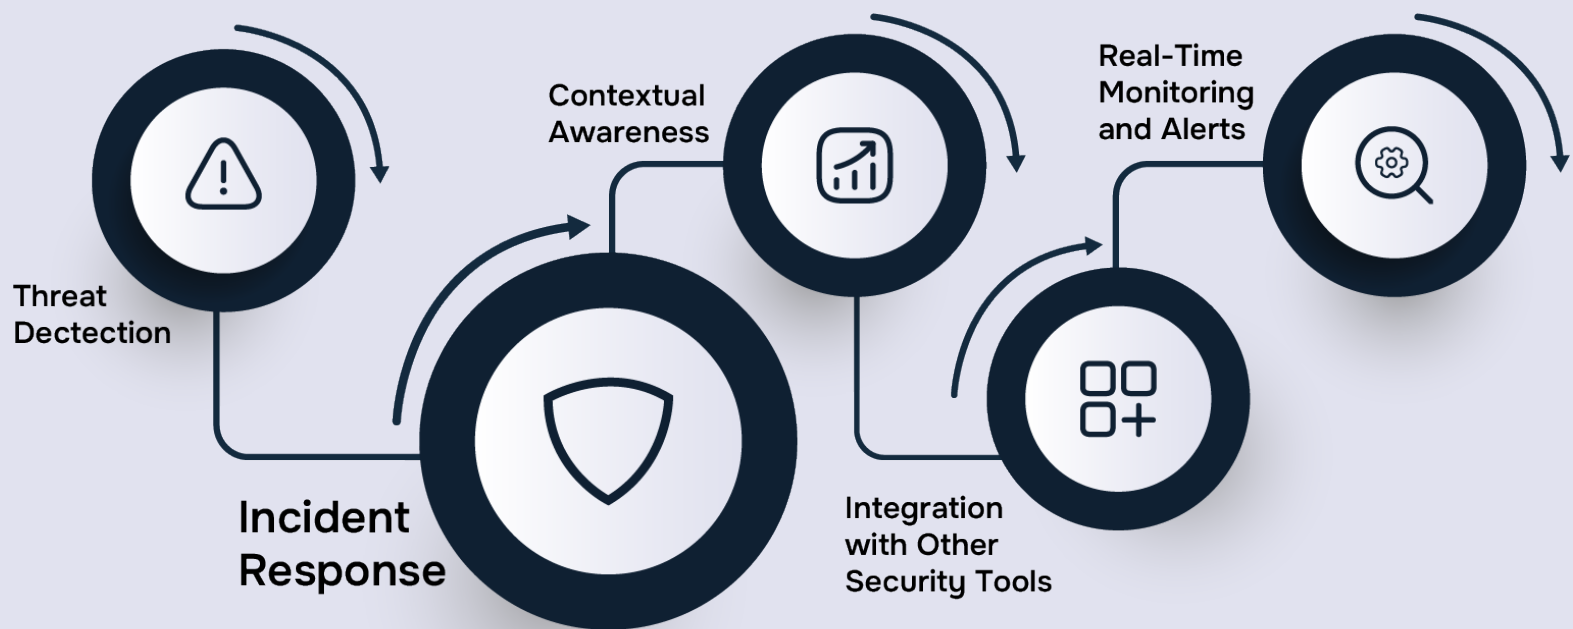 Threat
Dectection
Incident
Response
Contextual
Awareness
Integration
with Other
Security Tools
Real-Time
Monitoring
and Alerts